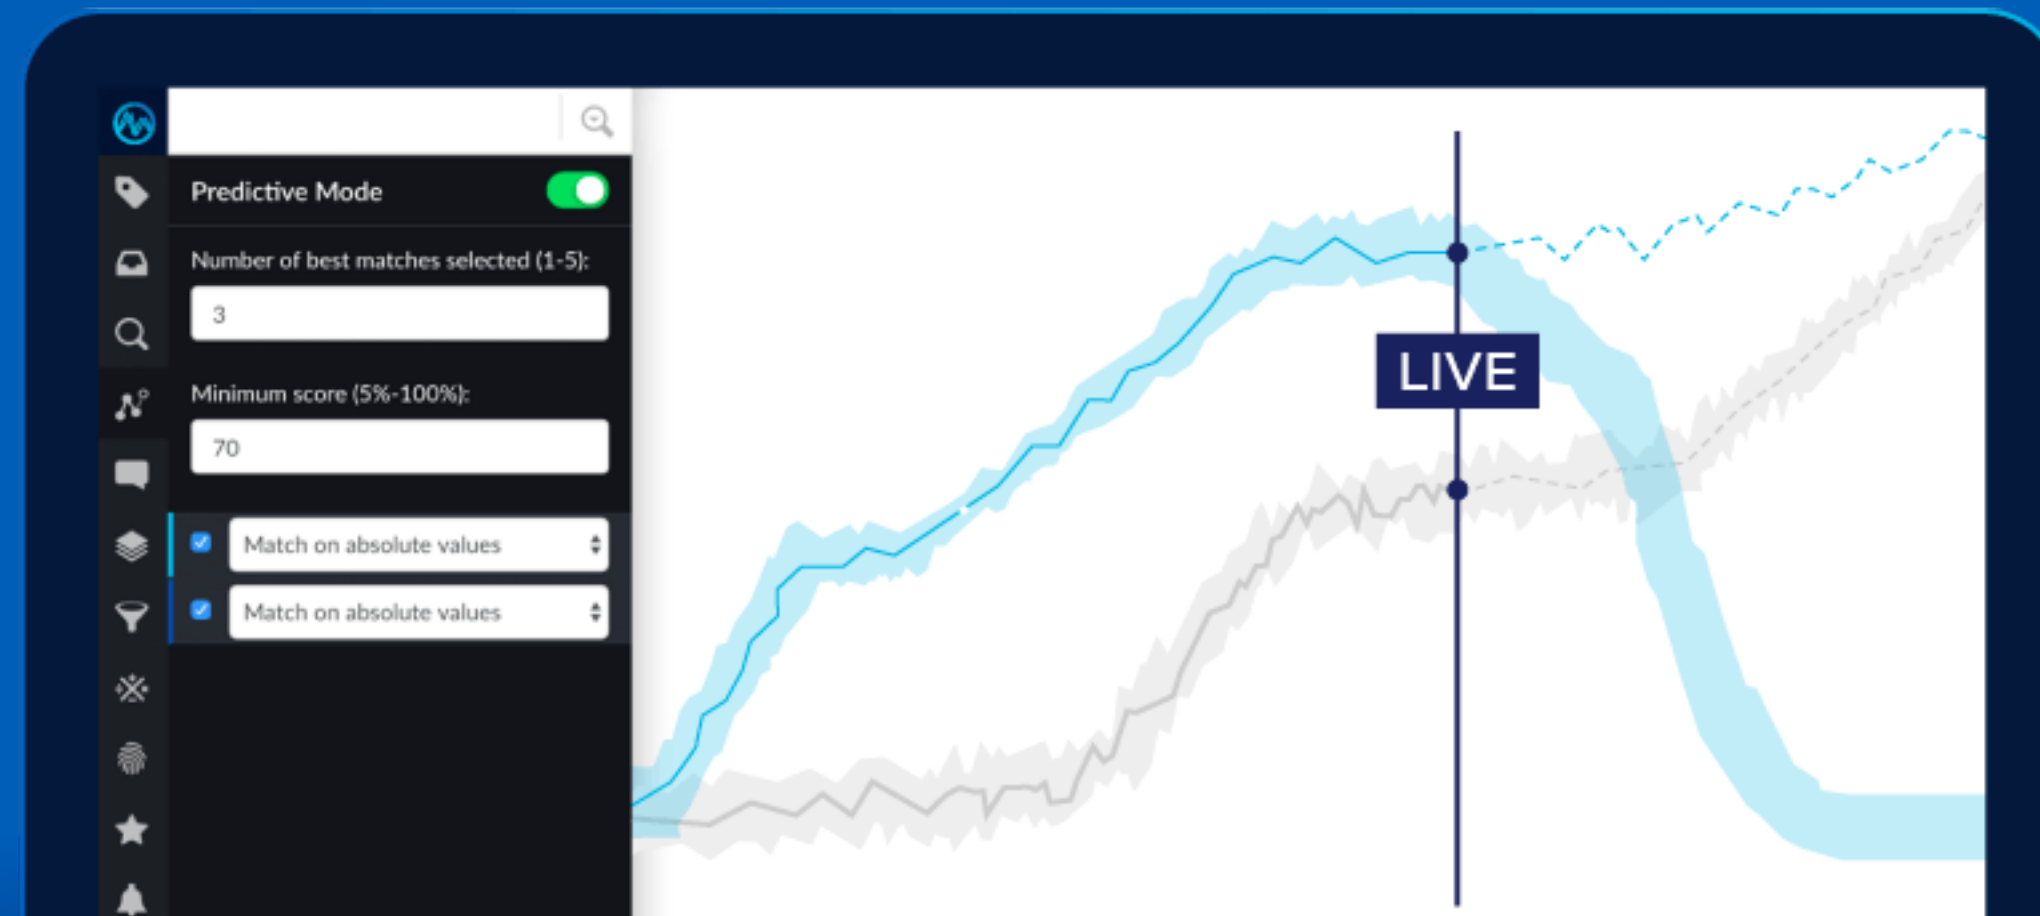 Predictive Mode
Number of best matches selected (1-5):
3
Minimum score (5%-100%):
70
Match on absolute values
Match on absolute values
LIVE